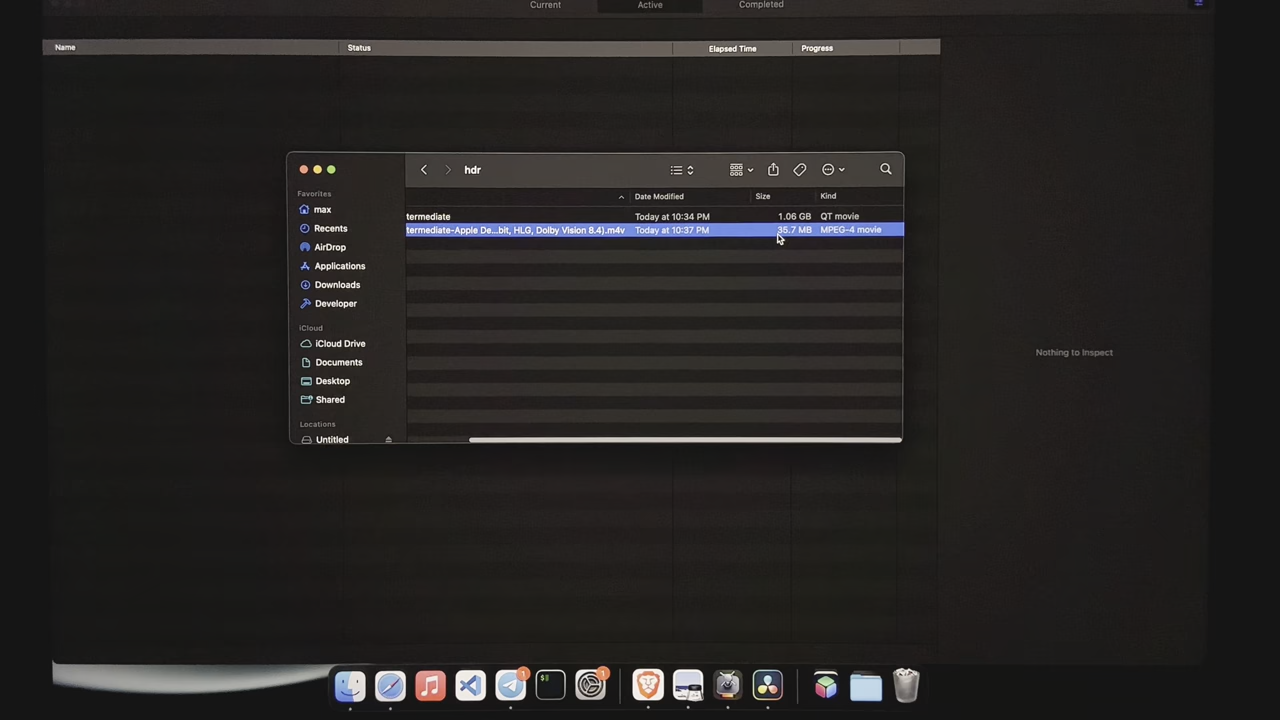 Current Active Completed
Name Status Elapsed Time Progress
hdr
Favorites
max
Recents
AirDrop
Applications
Downloads
Developer
iCloud
iCloud Drive
Documents
Desktop
Shared
Locations
Untitled
Date Modified Size Kind
termediate Today at 10:34 PM 1.06 GB QT movie
termediate-Apple De...bit, HLG, Dolby Vision 8.4).m4v Today at 10:37 PM 35.7 MB MPEG-4 movie
Nothing to Inspect
1
$
1